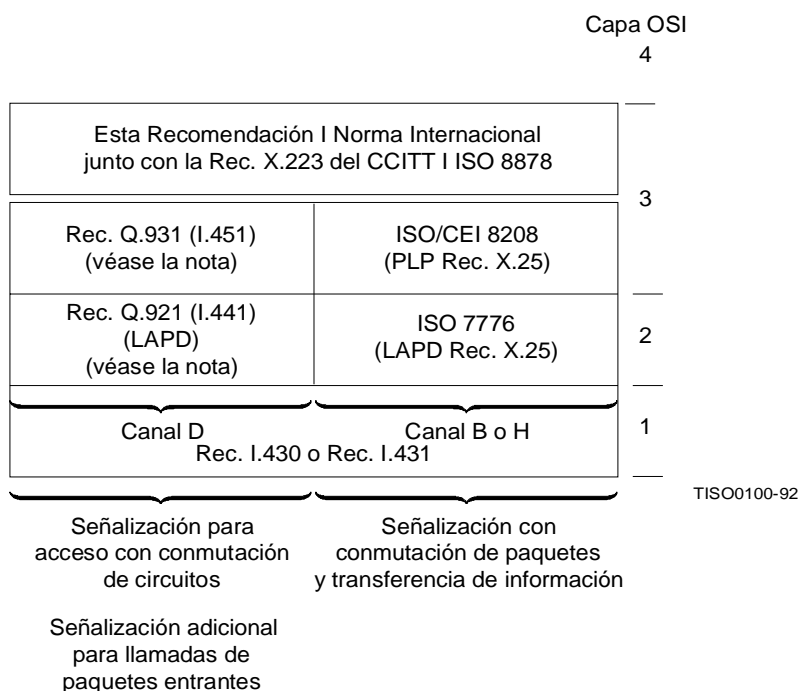 Capa OSI
4
Esta Recomendación I Norma Internacional
junto con la Rec. X.223 del CCITT I ISO 8878
3
Rec. Q.931 (I.451)
(véase la nota)
ISO/CEI 8208
(PLP Rec. X.25)
Rec. Q.921 (I.441)
(LAPD)
(véase la nota)
ISO 7776
(LAPD Rec. X.25)
2
Canal D
Canal B o H
Rec. I.430 o Rec. I.431
1
TISO0100-92
Señalización para
acceso con conmutación
de circuitos
Señalización con
conmutación de paquetes
y transferencia de información
Señalización adicional
para llamadas de
paquetes entrantes